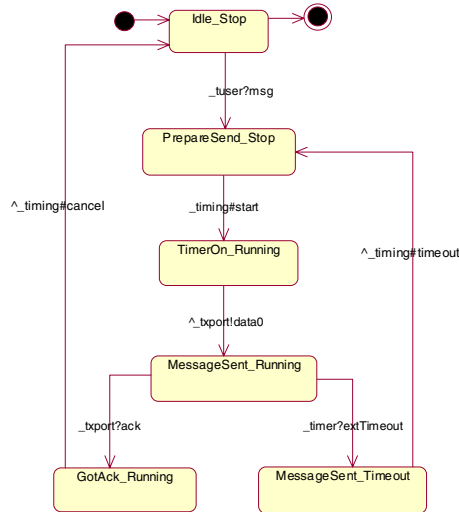 Idle_Stop
_tuser?msg
PrepareSend_Stop
^_timing#cancel
_timing#start
^_timing#timeout
TimerOn_Running
^_txport!data0
MessageSent_Running
_txport?ack
_timer?extTimeout
GotAck_Running
MessageSent_Timeout